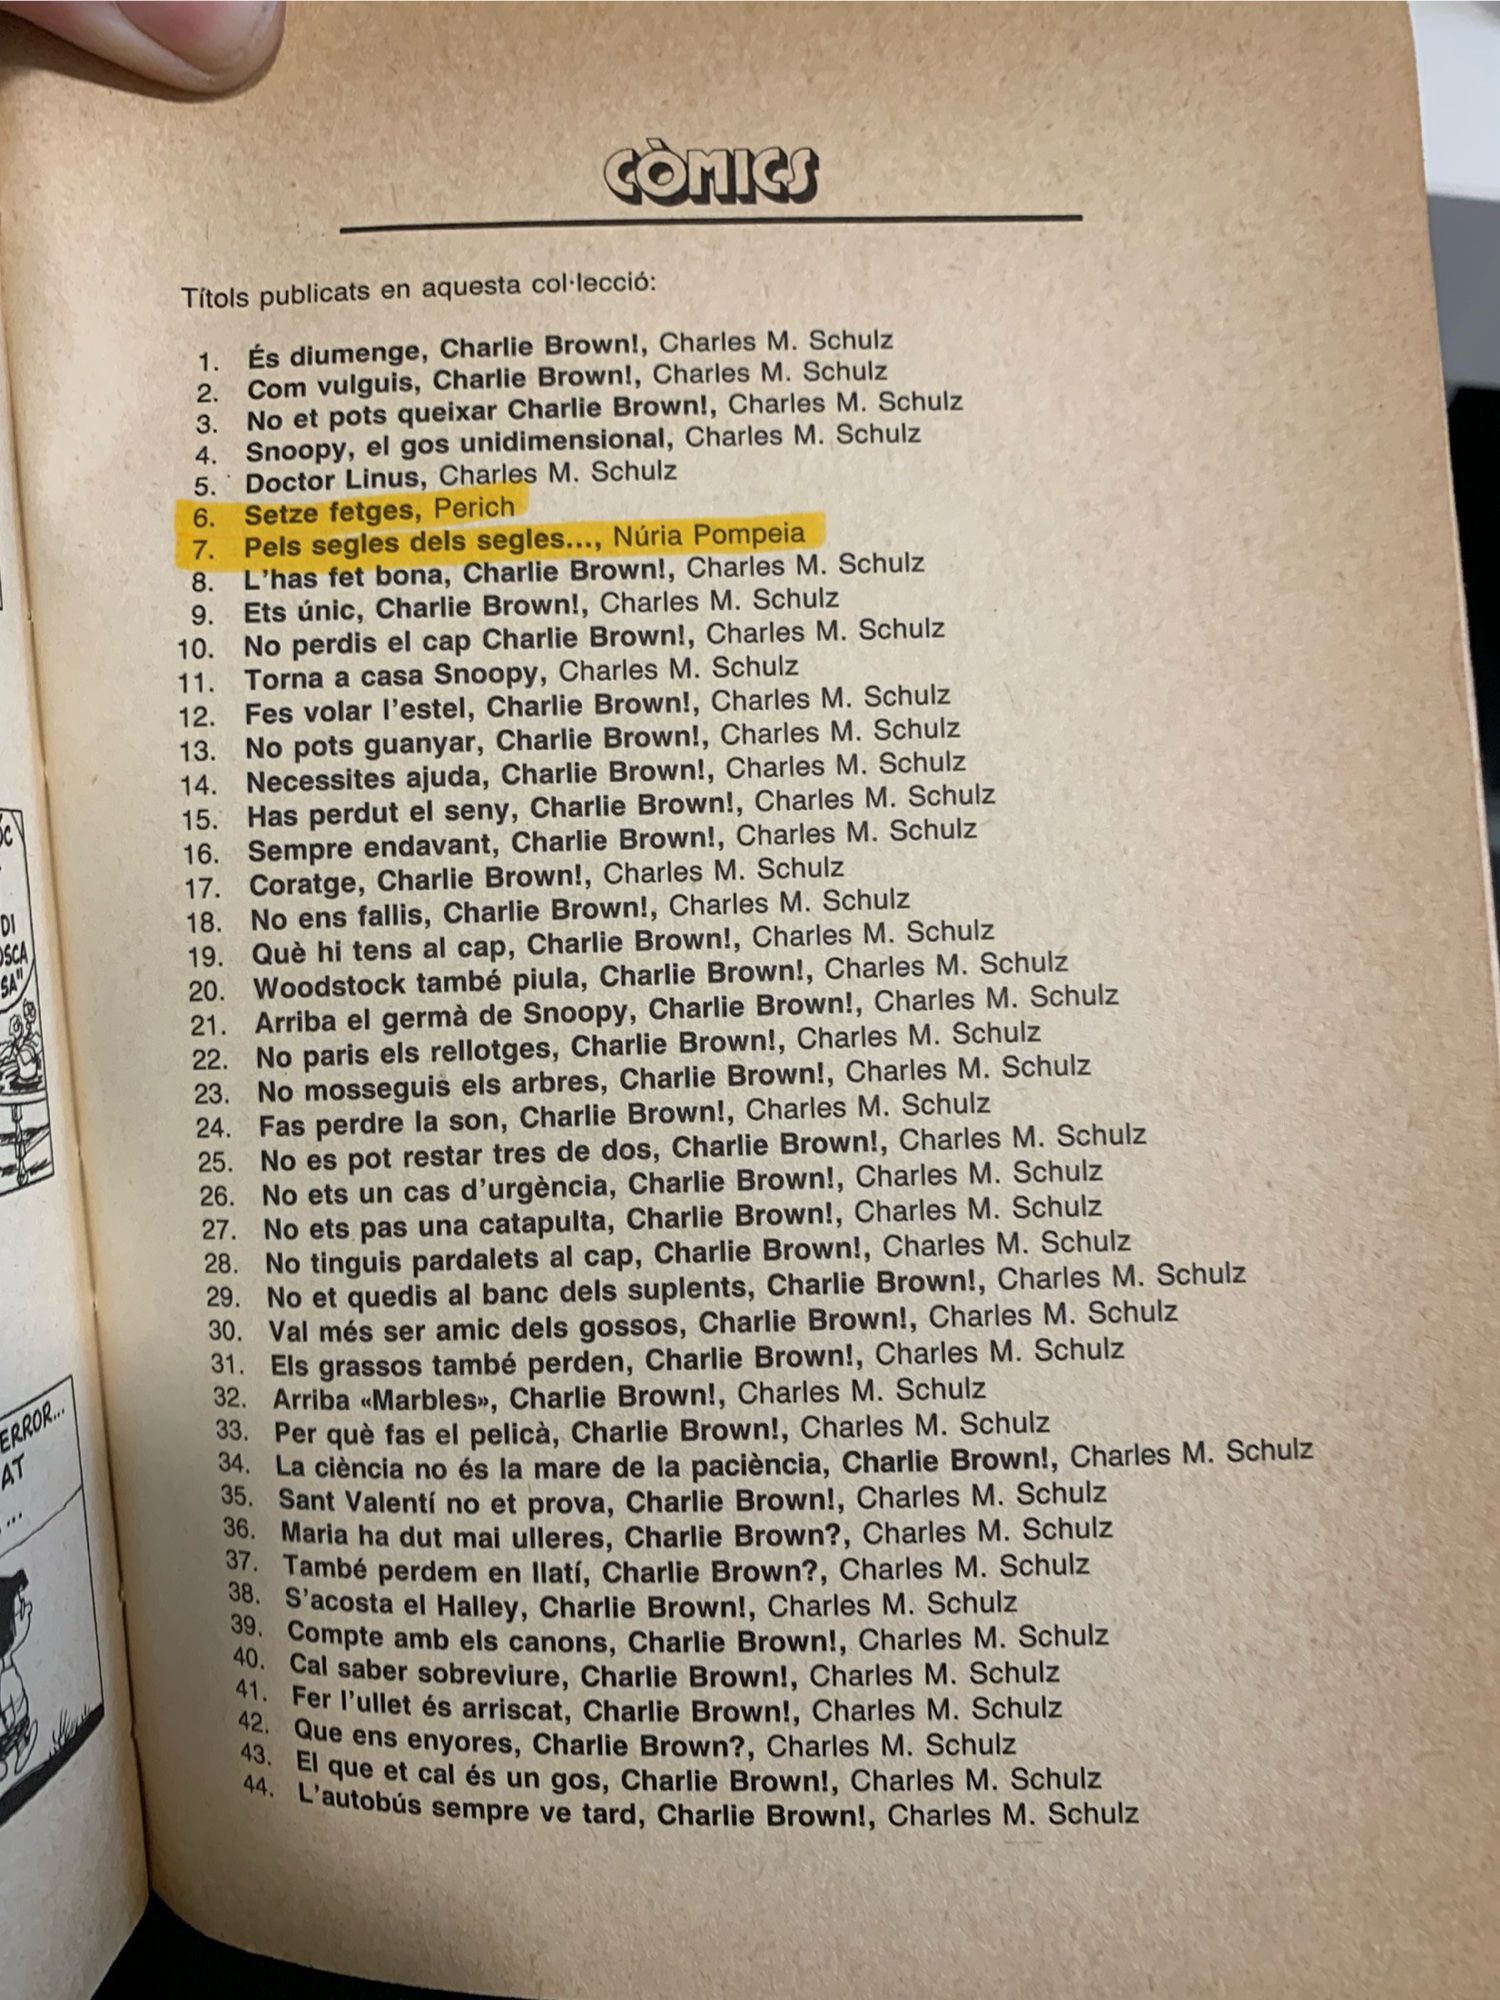 CÒMICS
Títols publicats en aquesta col·lecció:
1. És diumenge, Charlie Brown!, Charles M. Schulz
2. Com vulguis, Charlie Brown!, Charles M. Schulz
3. No et pots queixar Charlie Brown!, Charles M. Schulz
4. Snoopy, el gos unidimensional, Charles M. Schulz
5. Doctor Linus, Charles M. Schulz
6. Setze fetges, Perich
7. Pels segles dels segles..., Núria Pompeia
8. L'has fet bona, Charlie Brown!, Charles M. Schulz
9. Ets únic, Charlie Brown!, Charles M. Schulz
10. No perdis el cap Charlie Brown!, Charles M. Schulz
11. Torna a casa Snoopy, Charles M. Schulz
12. Fes volar l'estel, Charlie Brown!, Charles M. Schulz
13. No pots guanyar, Charlie Brown!, Charles M. Schulz
14. Necessites ajuda, Charlie Brown!, Charles M. Schulz
15. Has perdut el seny, Charlie Brown!, Charles M. Schulz
16. Sempre endavant, Charlie Brown!, Charles M. Schulz
17. Coratge, Charlie Brown!, Charles M. Schulz
18. No ens fallis, Charlie Brown!, Charles M. Schulz
19. Què hi tens al cap, Charlie Brown!, Charles M. Schulz
20. Woodstock també piula, Charlie Brown!, Charles M. Schulz
21. Arriba el germà de Snoopy, Charlie Brown!, Charles M. Schulz
22. No paris els rellotges, Charlie Brown!, Charles M. Schulz
23. No mosseguis els arbres, Charlie Brown!, Charles M. Schulz
24. Fas perdre la son, Charlie Brown!, Charles M. Schulz
25. No es pot restar tres de dos, Charlie Brown!, Charles M. Schulz
26. No ets un cas d'urgència, Charlie Brown!, Charles M. Schulz
27. No ets pas una catapulta, Charlie Brown!, Charles M. Schulz
28. No tinguis pardalets al cap, Charlie Brown!, Charles M. Schulz
29. No et quedis al banc dels suplents, Charlie Brown!, Charles M. Schulz
30. Val més ser amic dels gossos, Charlie Brown!, Charles M. Schulz
31. Els grassos també perden, Charlie Brown!, Charles M. Schulz
32. Arriba «Marbles», Charlie Brown!, Charles M. Schulz
33. Per què fas el pelicà, Charlie Brown!, Charles M. Schulz
34. La ciència no és la mare de la paciència, Charlie Brown!, Charles M. Schulz
35. Sant Valentí no et prova, Charlie Brown!, Charles M. Schulz
36. Maria ha dut mai ulleres, Charlie Brown?, Charles M. Schulz
37. També perdem en llatí, Charlie Brown?, Charles M. Schulz
38. S'acosta el Halley, Charlie Brown!, Charles M. Schulz
39. Compte amb els canons, Charlie Brown!, Charles M. Schulz
40. Cal saber sobreviure, Charlie Brown!, Charles M. Schulz
41. Fer l'ullet és arriscat, Charlie Brown!, Charles M. Schulz
42. Que ens enyores, Charlie Brown?, Charles M. Schulz
43. El que et cal és un gos, Charlie Brown!, Charles M. Schulz
44. L'autobús sempre ve tard, Charlie Brown!, Charles M. Schulz